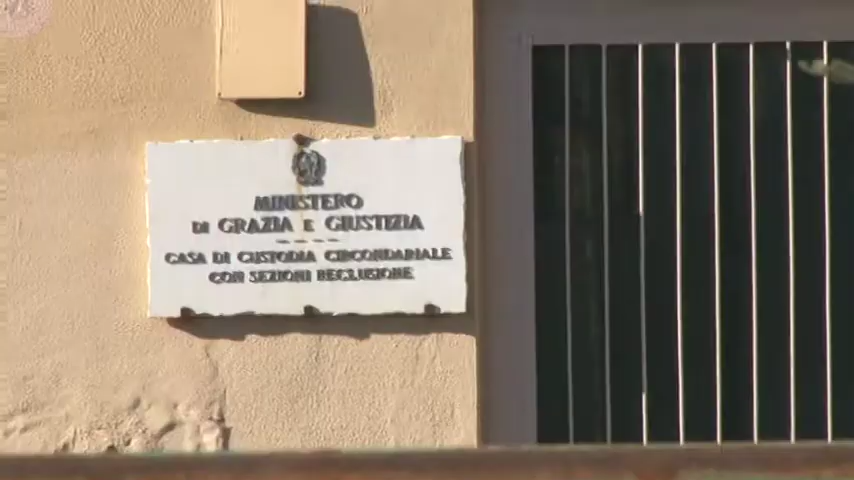 MINISTERO
DI GRAZIA E GIUSTIZIA
CASA DI CUSTODIA CIRCONDARIALE
CON SEZIONI RECLUSIONE